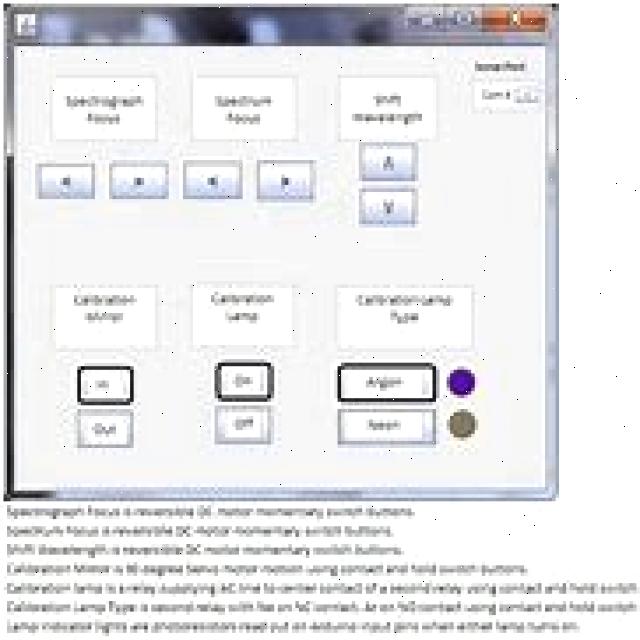 Spectrograph
Focus
Spectrum
Focus
Shift
Wavelength
<
>
<
>
Λ
V
Calibration
Mirror
Calibration
Lamp
Calibration Lamp
Type
In
On
Argon
Out
Off
Neon
Spectrograph Focus is reversible DC motor momentary switch buttons.
Spectrum Focus is reversible DC motor momentary switch buttons.
Shift Wavelength is reversible DC motor momentary switch buttons.
Calibration Mirror is 90 degree Servo motor motion using contact and hold switch buttons.
Calibration lamp is a relay supplying AC line to center contact of a second relay using contact and hold switch
Calibration Lamp Type is second relay with Ne on NC contact, Ar on NO contact using contact and hold switch
Lamp indicator lights are photoresistors read out on arduino input pins when either lamp turns on.